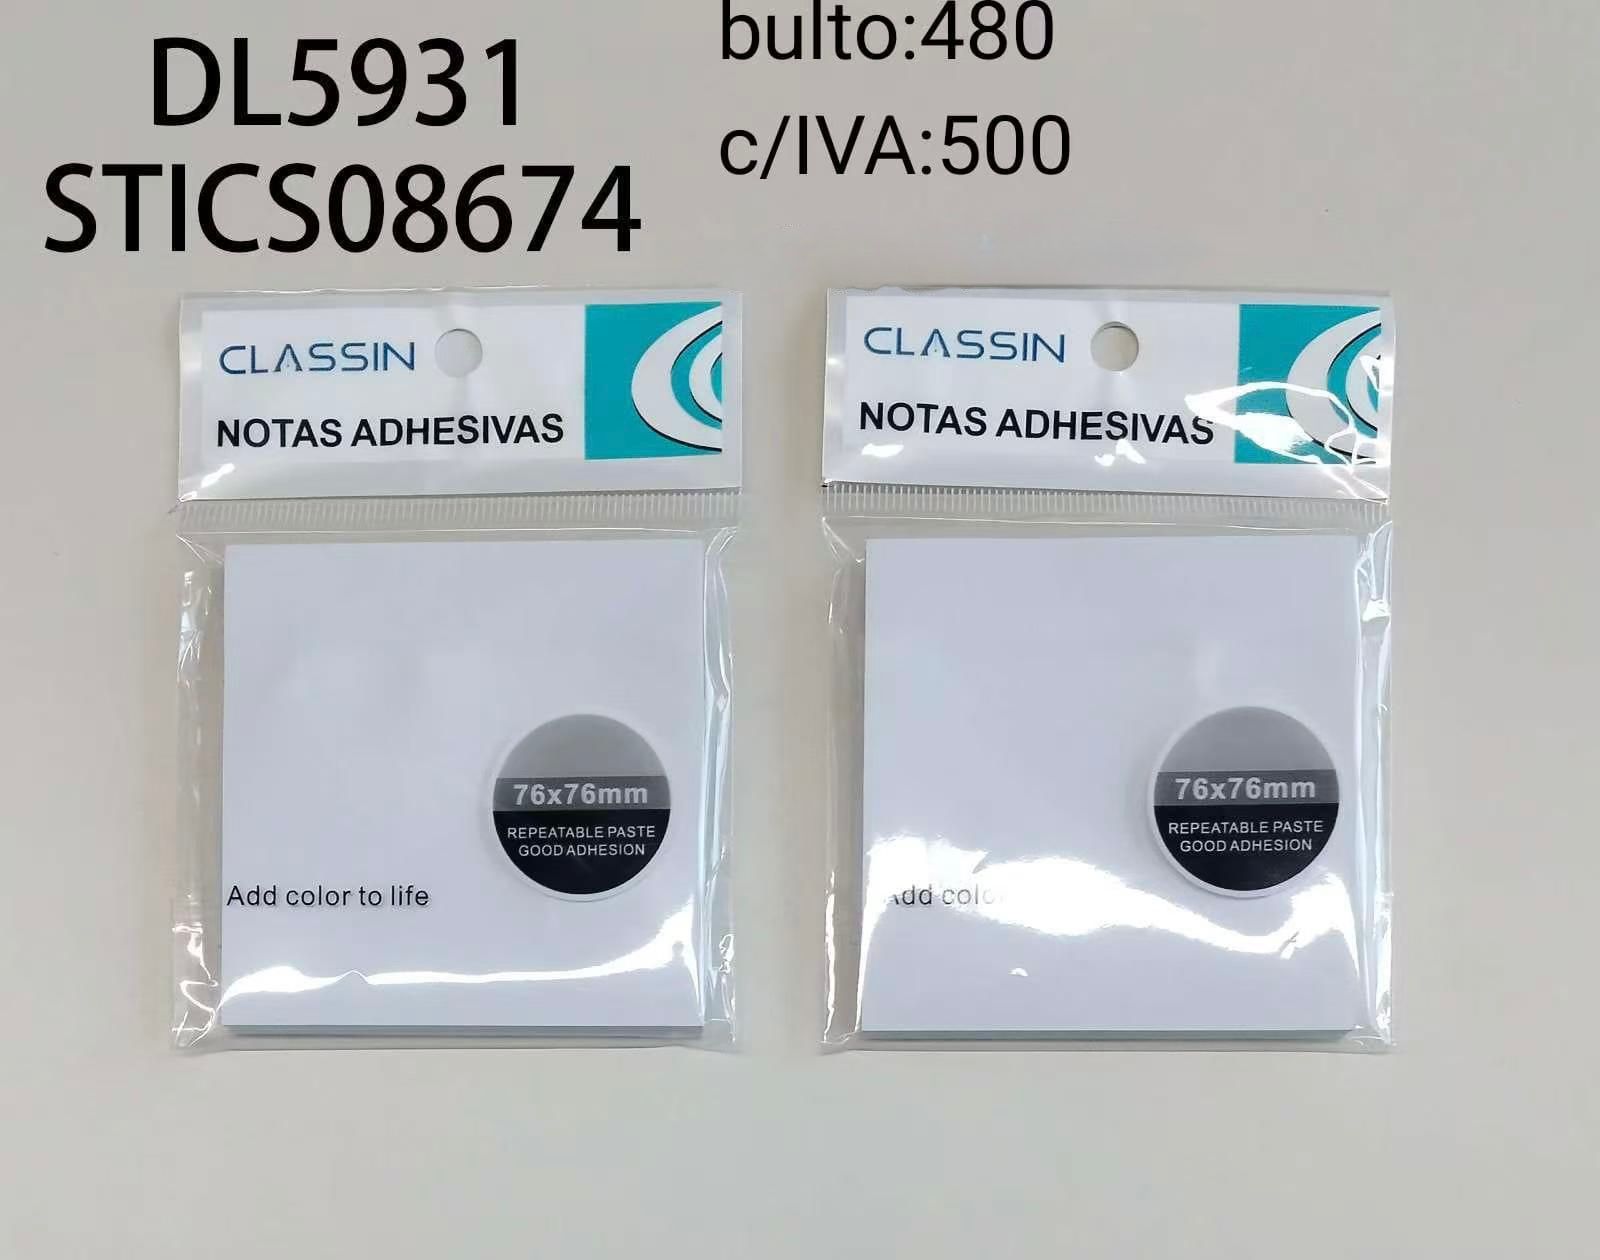 bulto:480
DL5931
c/IVA:500
STICS08674
CLASSIN
NOTAS ADHESIVAS
76x76mm
REPEATABLE PASTE
GOOD ADHESION
Add color to life
CLASSIN
NOTAS ADHESIVAS
76x76mm
REPEATABLE PASTE
GOOD ADHESION
Add